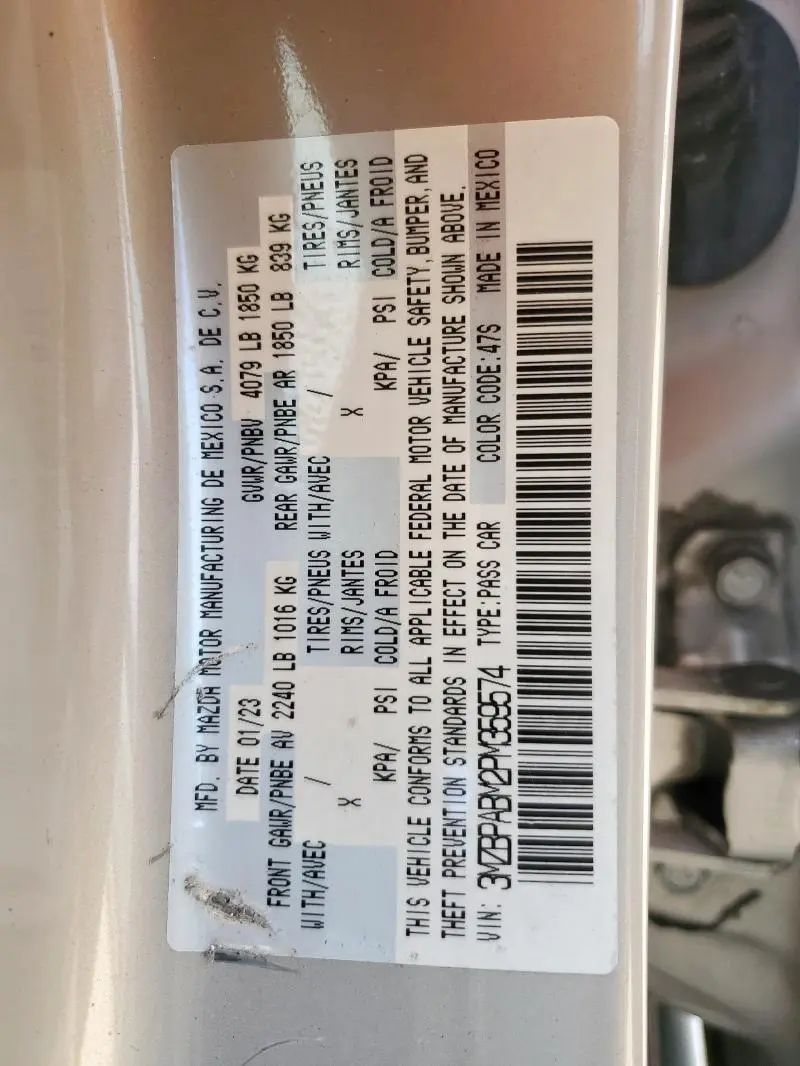 MFD. BY MAZDA MOTOR MANUFACTURING DE MEXICO S.A. DE C.V.
DATE 01/23 GVWR/PNBV 4079 LB 1850 KG
FRONT GAWR/PNBE AV 2240 LB 1016 KG REAR GAWR/PNBE AR 1850 LB 839 KG
WITH/AVEC / TIRES/PNEUS WITH/AVEC / TIRES/PNEUS
X RIMS/JANTES X RIMS/JANTES
KPA/ PSI COLD/A FROID KPA/ PSI COLD/A FROID
THIS VEHICLE CONFORMS TO ALL APPLICABLE FEDERAL MOTOR VEHICLE SAFETY, BUMPER, AND
THEFT PREVENTION STANDARDS IN EFFECT ON THE DATE OF MANUFACTURE SHOWN ABOVE.
VIN: 3MZBPABM2PM359574 TYPE:PASS CAR COLOR CODE:47S MADE IN MEXICO